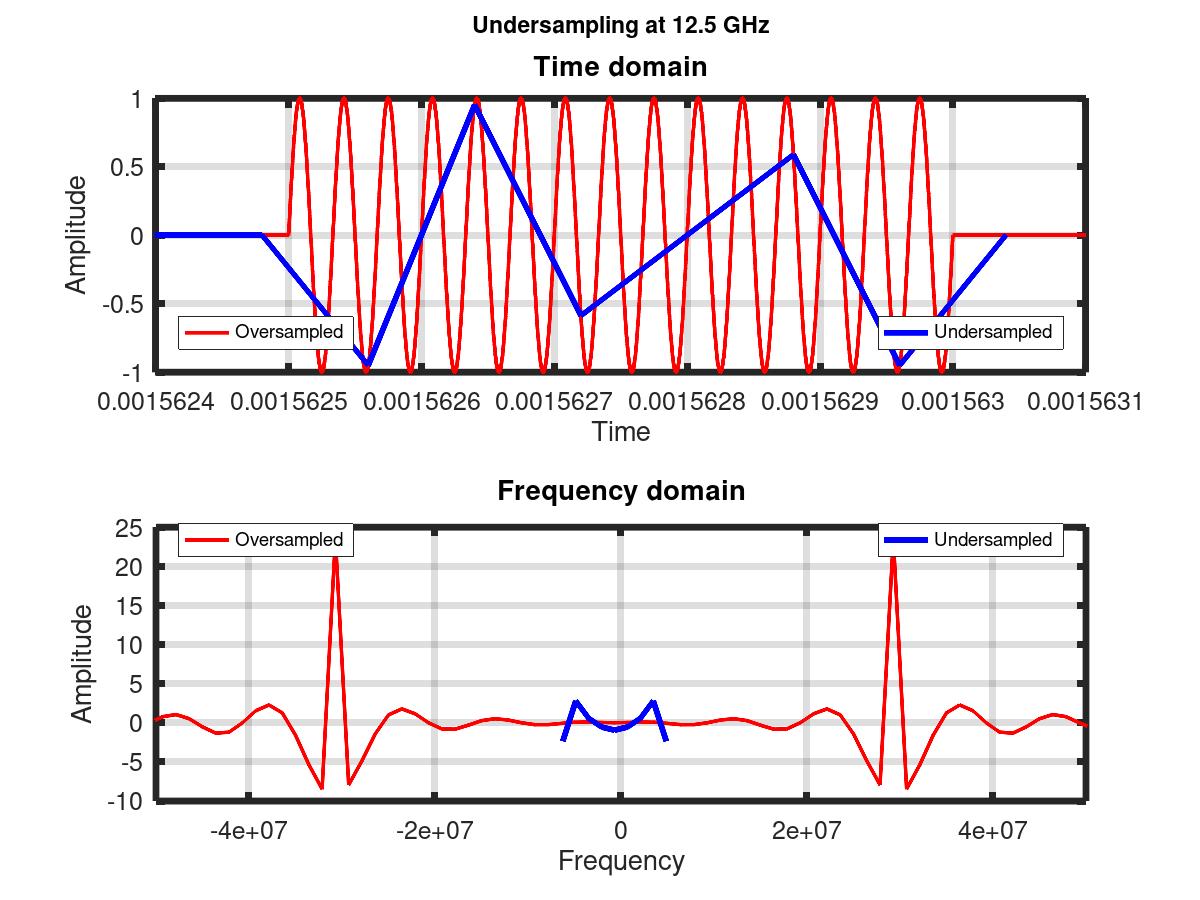 Undersampling at 12.5 GHz
Time domain
1
0.5
0
-0.5
-1
Amplitude
Oversampled
Undersampled
0.0015624 0.0015625 0.0015626 0.0015627 0.0015628 0.0015629 0.001563 0.0015631
Time
Frequency domain
25
20
15
10
5
0
-5
-10
Amplitude
Oversampled
Undersampled
-4e+07 -2e+07 0 2e+07 4e+07
Frequency